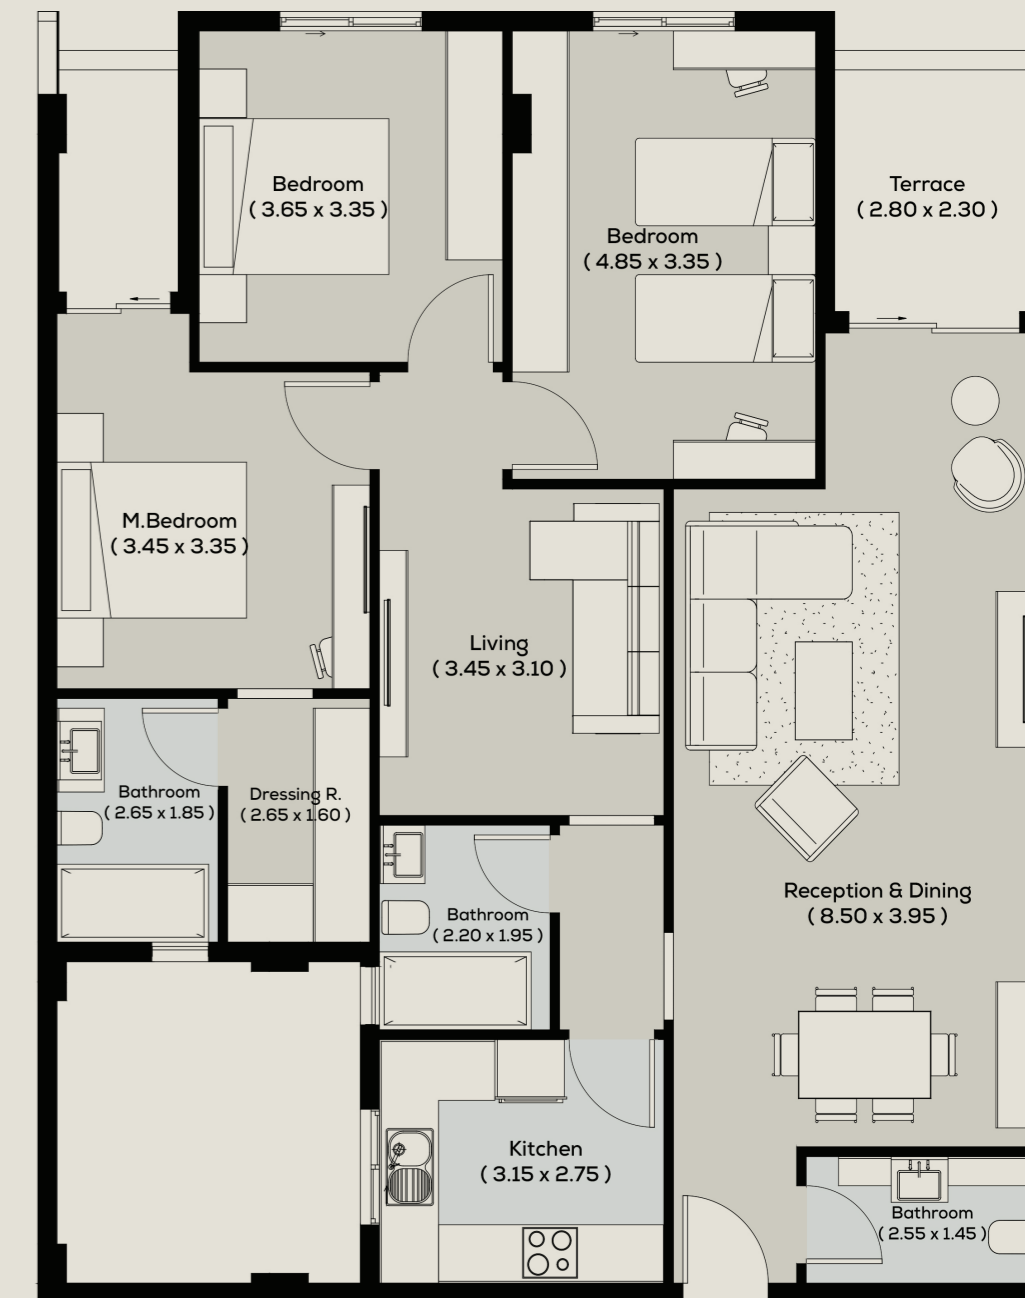 Bedroom
( 3.65 x 3.35 )
Terrace
( 2.80 x 2.30 )
Bedroom
( 4.85 x 3.35 )
M.Bedroom
( 3.45 x 3.35 )
Living
( 3.45 x 3.10 )
Bathroom
( 2.65 x 1.85 )
Dressing R.
( 2.65 x 1.60 )
Reception & Dining
( 8.50 x 3.95 )
Bathroom
( 2.20 x 1.95 )
Kitchen
( 3.15 x 2.75 )
Bathroom
( 2.55 x 1.45 )